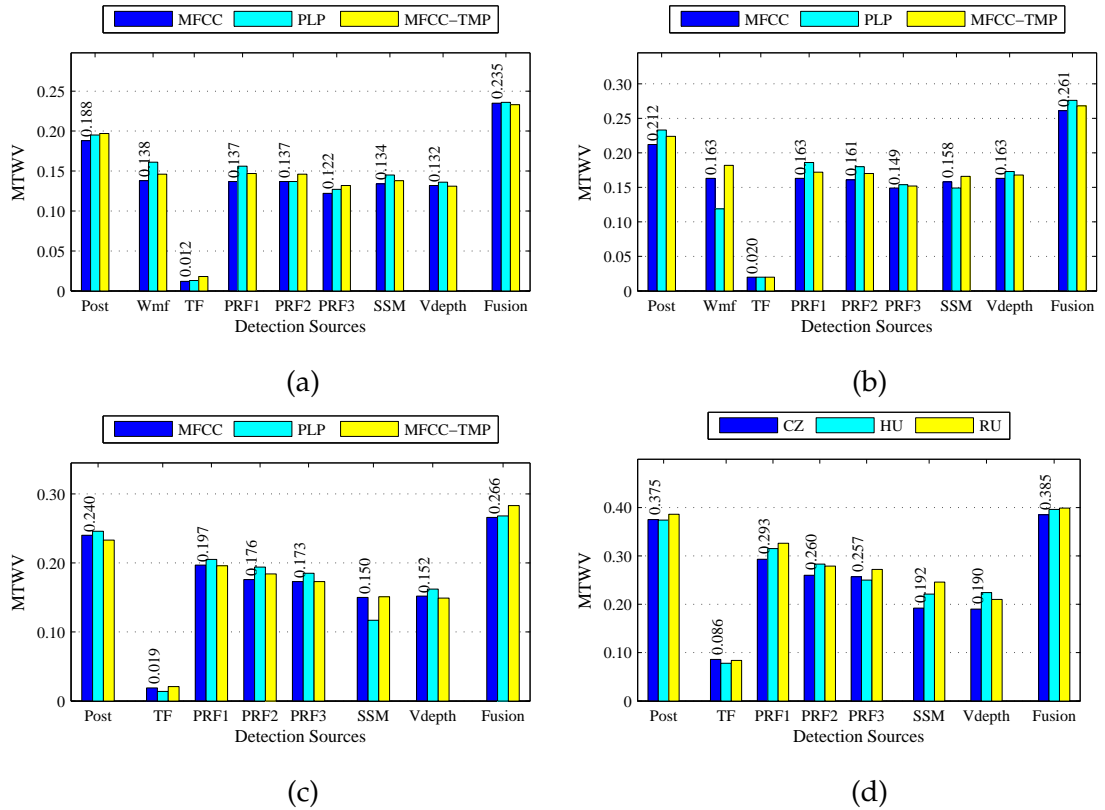 MFCC PLP MFCC−TMP
0.25
0.20
0.15
0.10
0.05
0
MTWV
0.188
0.138
0.012
0.137
0.137
0.122
0.134
0.132
0.235
Post Wmf TF PRF1 PRF2 PRF3 SSM Vdepth Fusion
Detection Sources
(a)
MFCC PLP MFCC−TMP
0.30
0.25
0.20
0.15
0.10
0.05
0
MTWV
0.212
0.163
0.020
0.163
0.161
0.149
0.158
0.163
0.261
Post Wmf TF PRF1 PRF2 PRF3 SSM Vdepth Fusion
Detection Sources
(b)
MFCC PLP MFCC−TMP
0.30
0.20
0.10
0
MTWV
0.240
0.019
0.197
0.176
0.173
0.150
0.152
0.266
Post TF PRF1 PRF2 PRF3 SSM Vdepth Fusion
Detection Sources
(c)
CZ HU RU
0.40
0.30
0.20
0.10
0
MTWV
0.375
0.086
0.293
0.260
0.257
0.192
0.190
0.385
Post TF PRF1 PRF2 PRF3 SSM Vdepth Fusion
Detection Sources
(d)